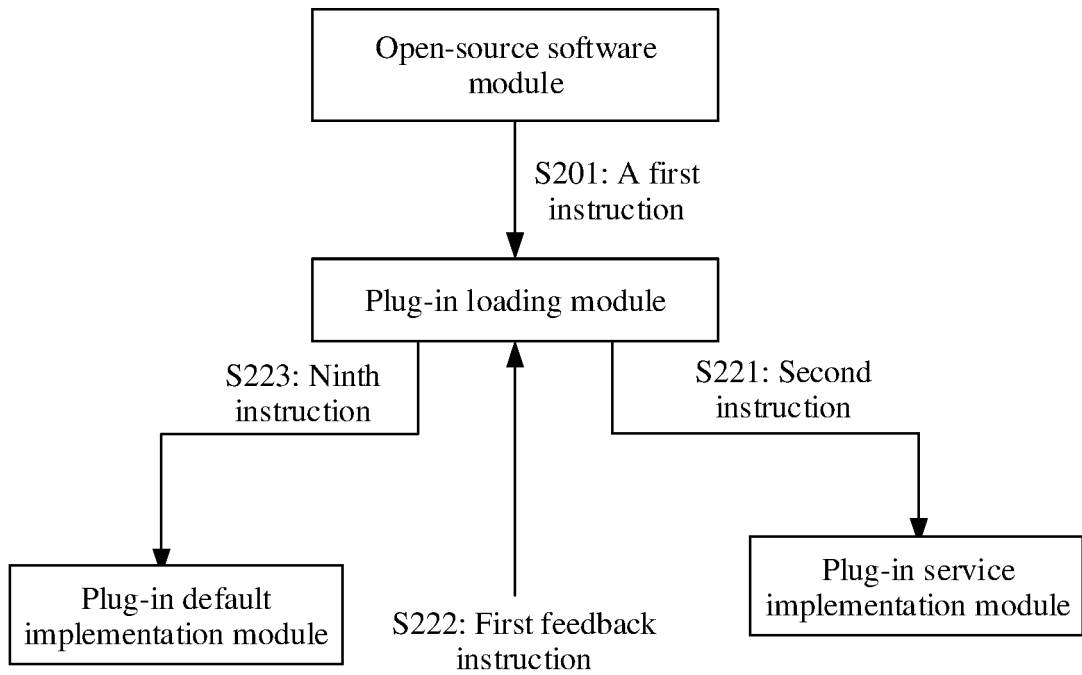 Open-source software
module
S201: A first
instruction
Plug-in loading module
S223: Ninth
instruction
S221: Second
instruction
Plug-in default
implementation module
S222: First feedback
instruction
Plug-in service
implementation module